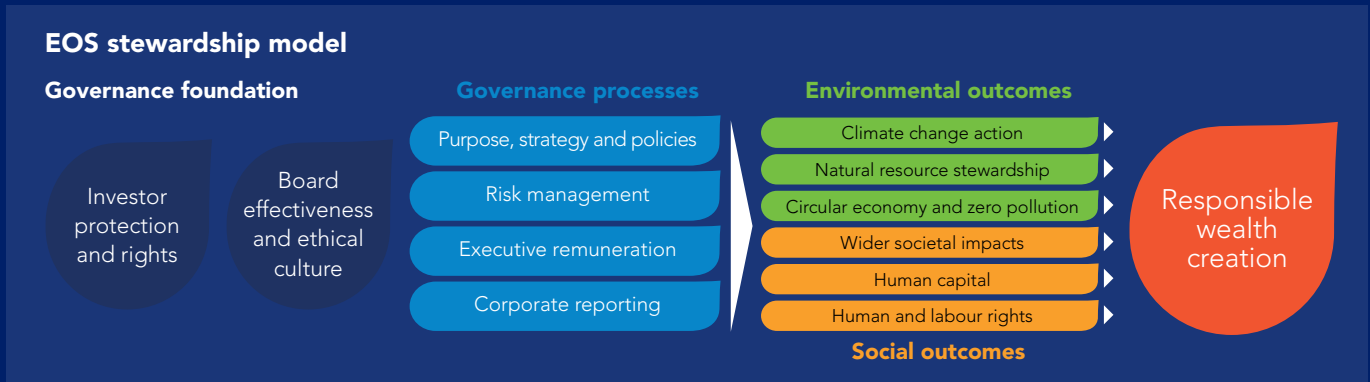 EOS stewardship model
Governance foundation
Investor
protection
and rights
Board
effectiveness
and ethical
culture
Governance processes
Purpose, strategy and policies
Risk management
Executive remuneration
Corporate reporting
Environmental outcomes
Climate change action
Natural resource stewardship
Circular economy and zero pollution
Wider societal impacts
Human capital
Human and labour rights
Social outcomes
Responsible
wealth
creation